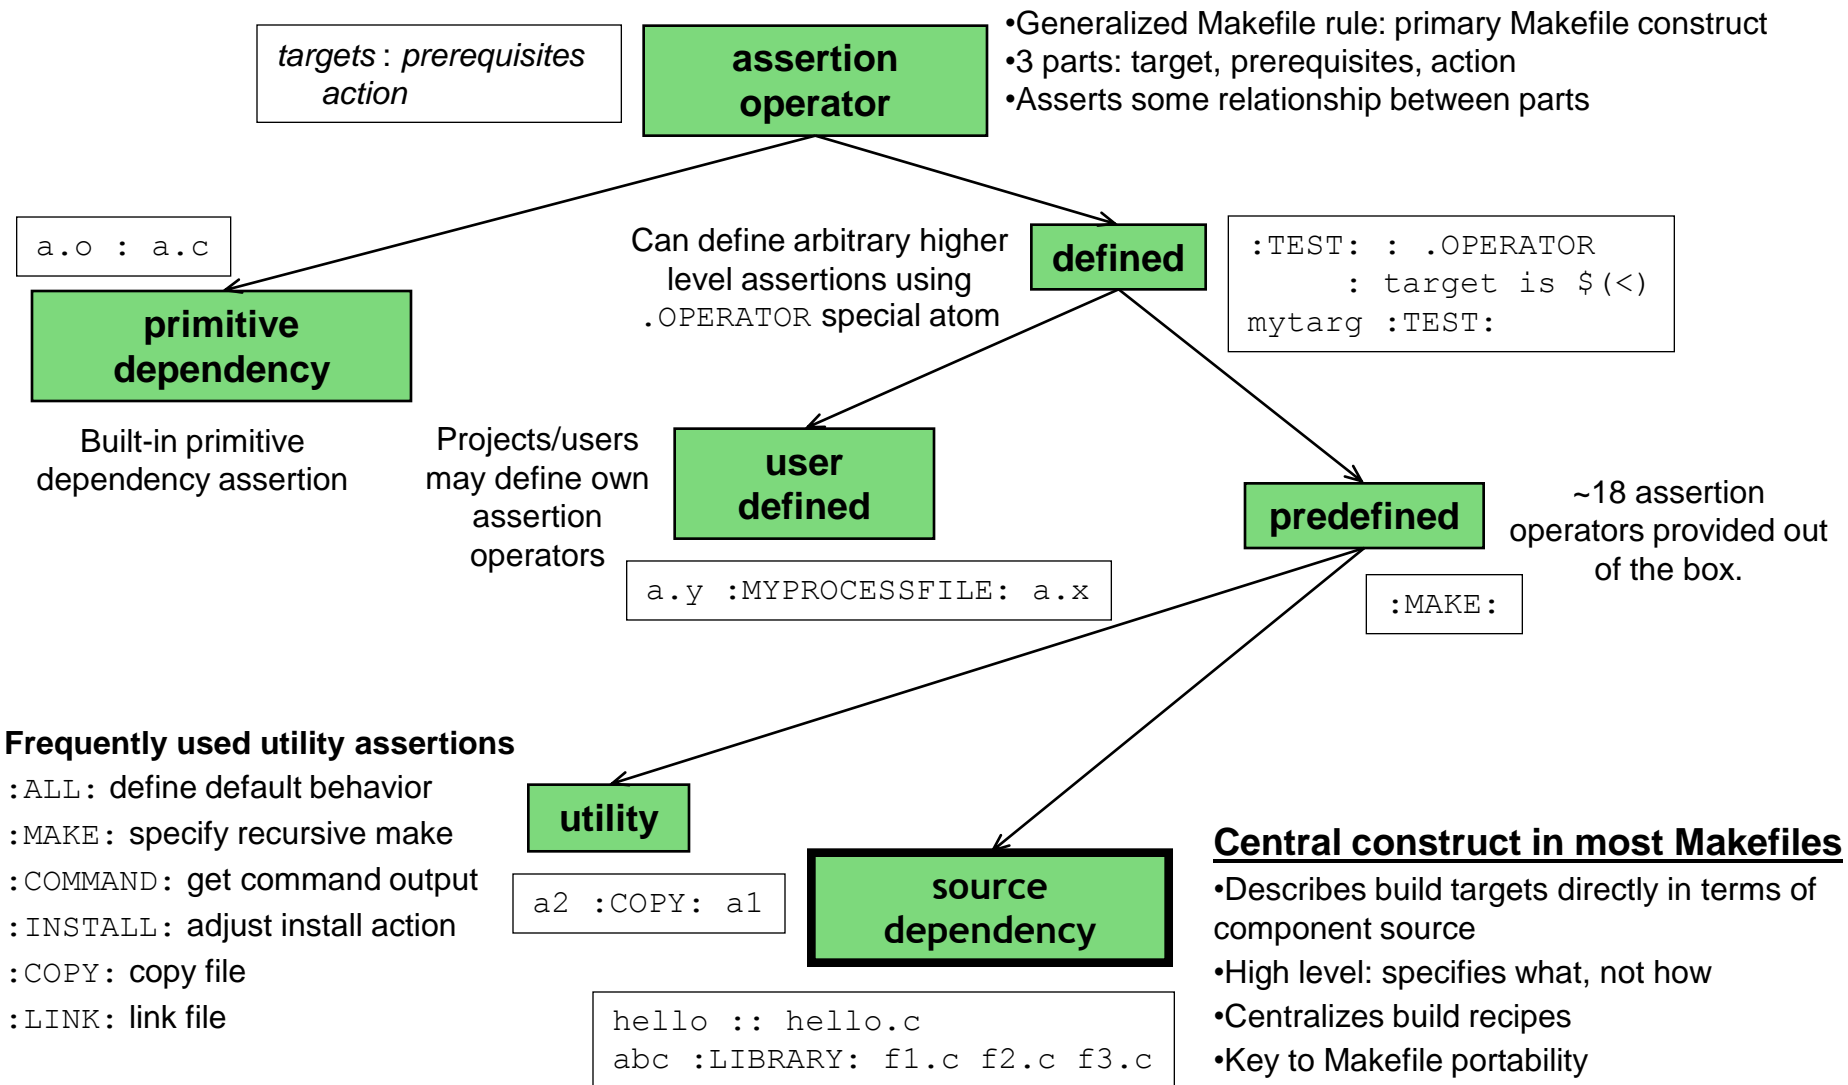 targets : prerequisites
action
assertion
operator
•Generalized Makefile rule: primary Makefile construct
•3 parts: target, prerequisites, action
•Asserts some relationship between parts
a.o : a.c
primitive
dependency
Built-in primitive
dependency assertion
Can define arbitrary higher
level assertions using
.OPERATOR special atom
defined
:TEST: : .OPERATOR
: target is $(<)
mytarg :TEST:
Projects/users
may define own
assertion
operators
user
defined
a.y :MYPROCESSFILE: a.x
predefined
~18 assertion
operators provided out
of the box.
:MAKE:
Frequently used utility assertions
:ALL: define default behavior
:MAKE: specify recursive make
:COMMAND: get command output
:INSTALL: adjust install action
:COPY: copy file
:LINK: link file
utility
a2 :COPY: a1
source
dependency
hello :: hello.c
abc :LIBRARY: f1.c f2.c f3.c
Central construct in most Makefiles
•Describes build targets directly in terms of
component source
•High level: specifies what, not how
•Centralizes build recipes
•Key to Makefile portability